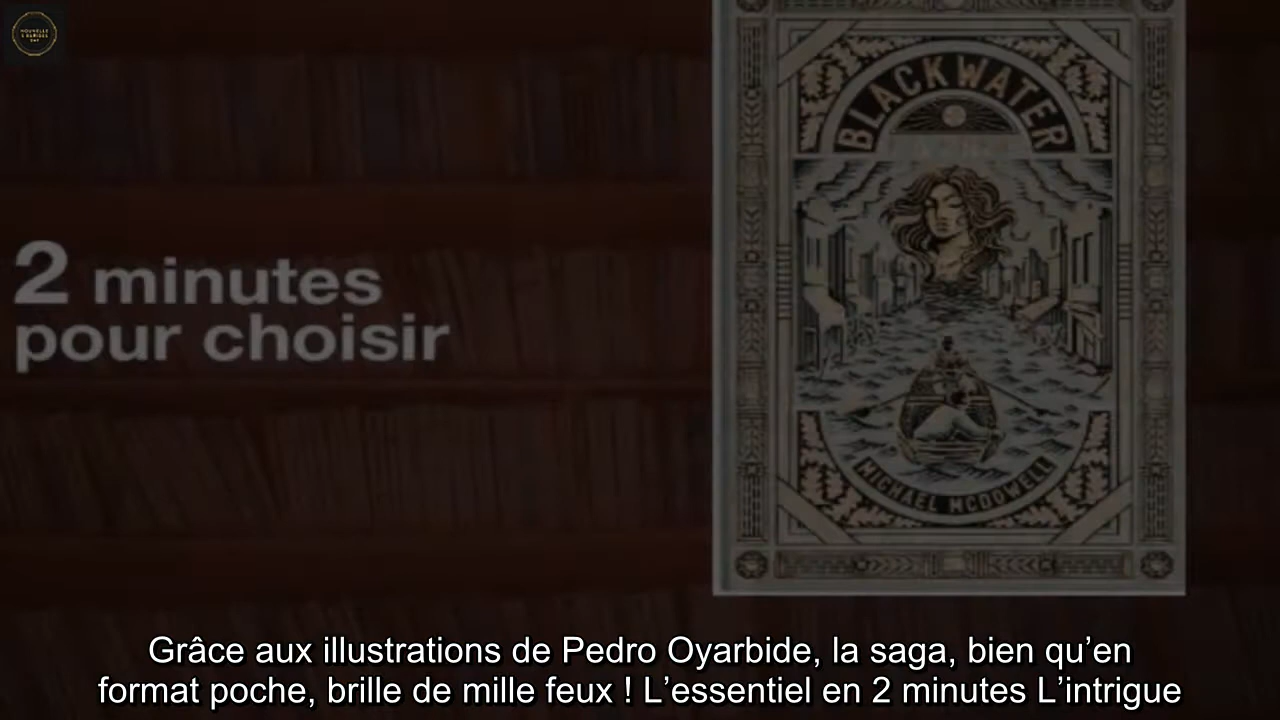 2 minutes
pour choisir
BLACKWATER
MICHAEL MCDOWELL
Grâce aux illustrations de Pedro Oyarbide, la saga, bien qu’en
format poche, brille de mille feux ! L’essentiel en 2 minutes L’intrigue